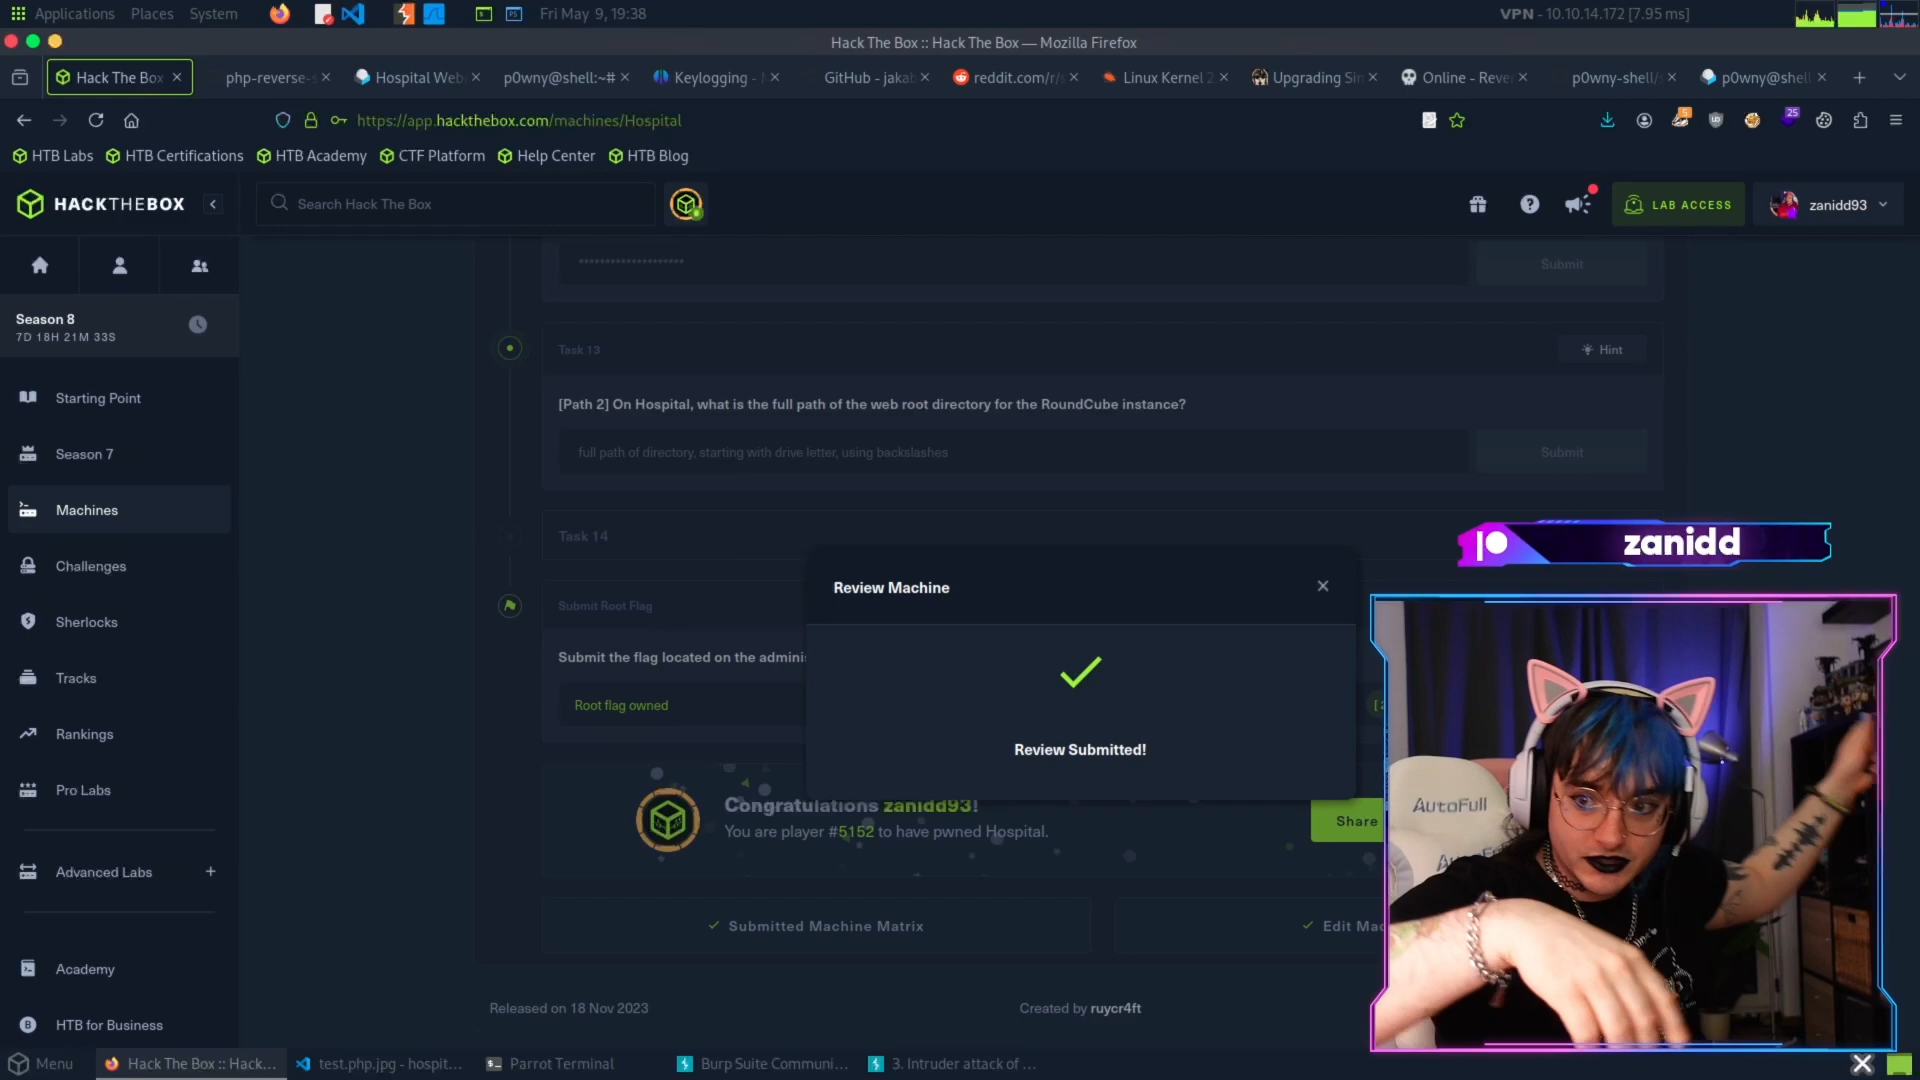 Applications Places System
Fri May 9, 19:38
VPN - 10.10.14.172 [7.95 ms]
Hack The Box :: Hack The Box — Mozilla Firefox
Hack The Box
php-reverse-s
Hospital Web
p0wny@shell:~#
Keylogging -
GitHub - jakab
reddit.com/r/s
Linux Kernel 2
Upgrading Sim
Online - Reve
p0wny-shell/
p0wny@shell
https://app.hackthebox.com/machines/Hospital
5
25
HTB Labs
HTB Certifications
HTB Academy
CTF Platform
Help Center
HTB Blog
HACKTHEBOX
Search Hack The Box
LAB ACCESS
zanidd93
Season 8
7D 18H 21M 33S
Starting Point
Season 7
Machines
Challenges
Sherlocks
Tracks
Rankings
Pro Labs
Advanced Labs
Academy
HTB for Business
********************
Submit
Task 13
Hint
[Path 2] On Hospital, what is the full path of the web root directory for the RoundCube instance?
full path of directory, starting with drive letter, using backslashes
Submit
Task 14
Submit Root Flag
Submit the flag located on the adminis
Root flag owned
Review Machine
Review Submitted!
Congratulations zanidd93!
You are player #5152 to have pwned Hospital.
Share
Submitted Machine Matrix
Edit Mac
Released on 18 Nov 2023
Created by ruycr4ft
zanidd
AutoFull
Menu
Hack The Box :: Hack...
test.php.jpg - hospit...
Parrot Terminal
Burp Suite Communi...
3. Intruder attack of ...